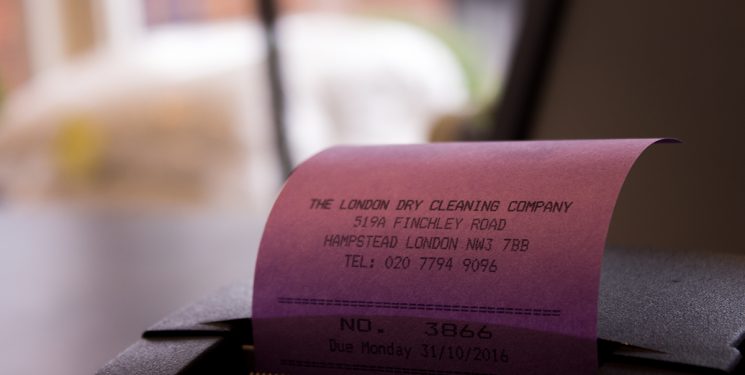 THE LONDON DRY CLEANING COMPANY
519A FINCHLEY ROAD
HAMPSTEAD LONDON NW3 7BB
TEL: 020 7794 9096
NO. 3866
Due Monday 31/10/2016